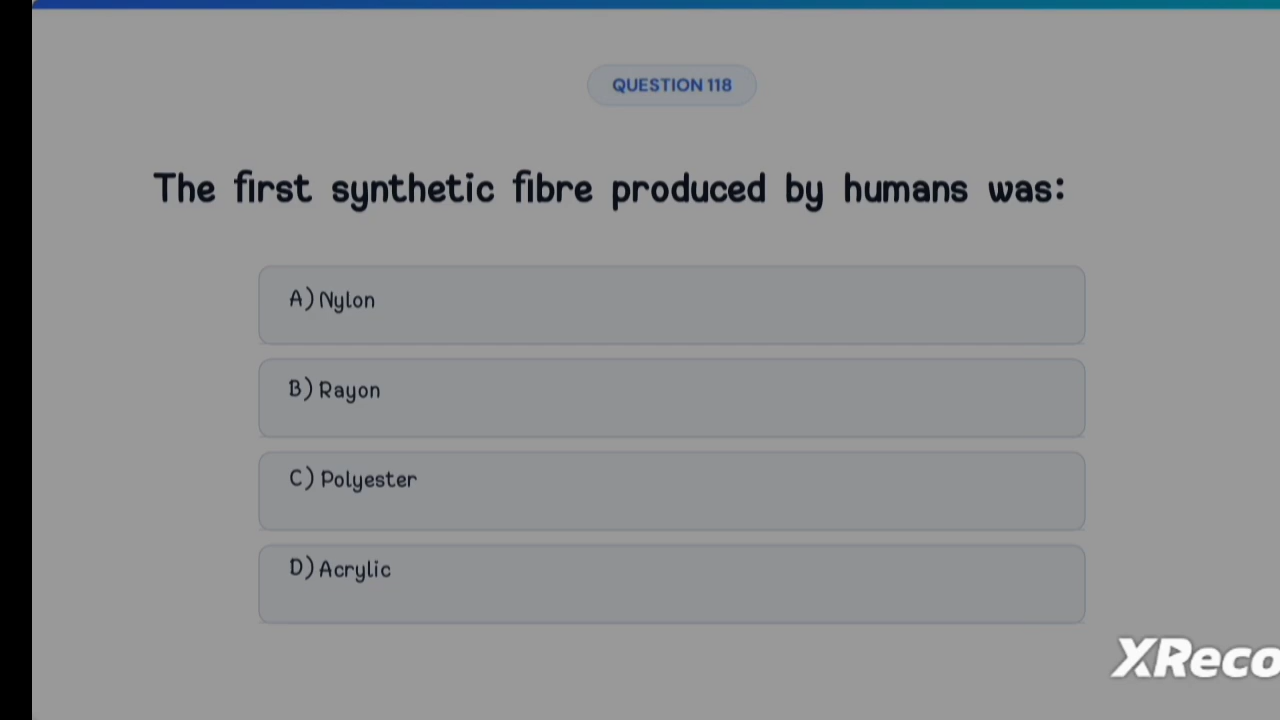 QUESTION 118
The first synthetic fibre produced by humans was:
A) Nylon
B) Rayon
C) Polyester
D) Acrylic
XReco